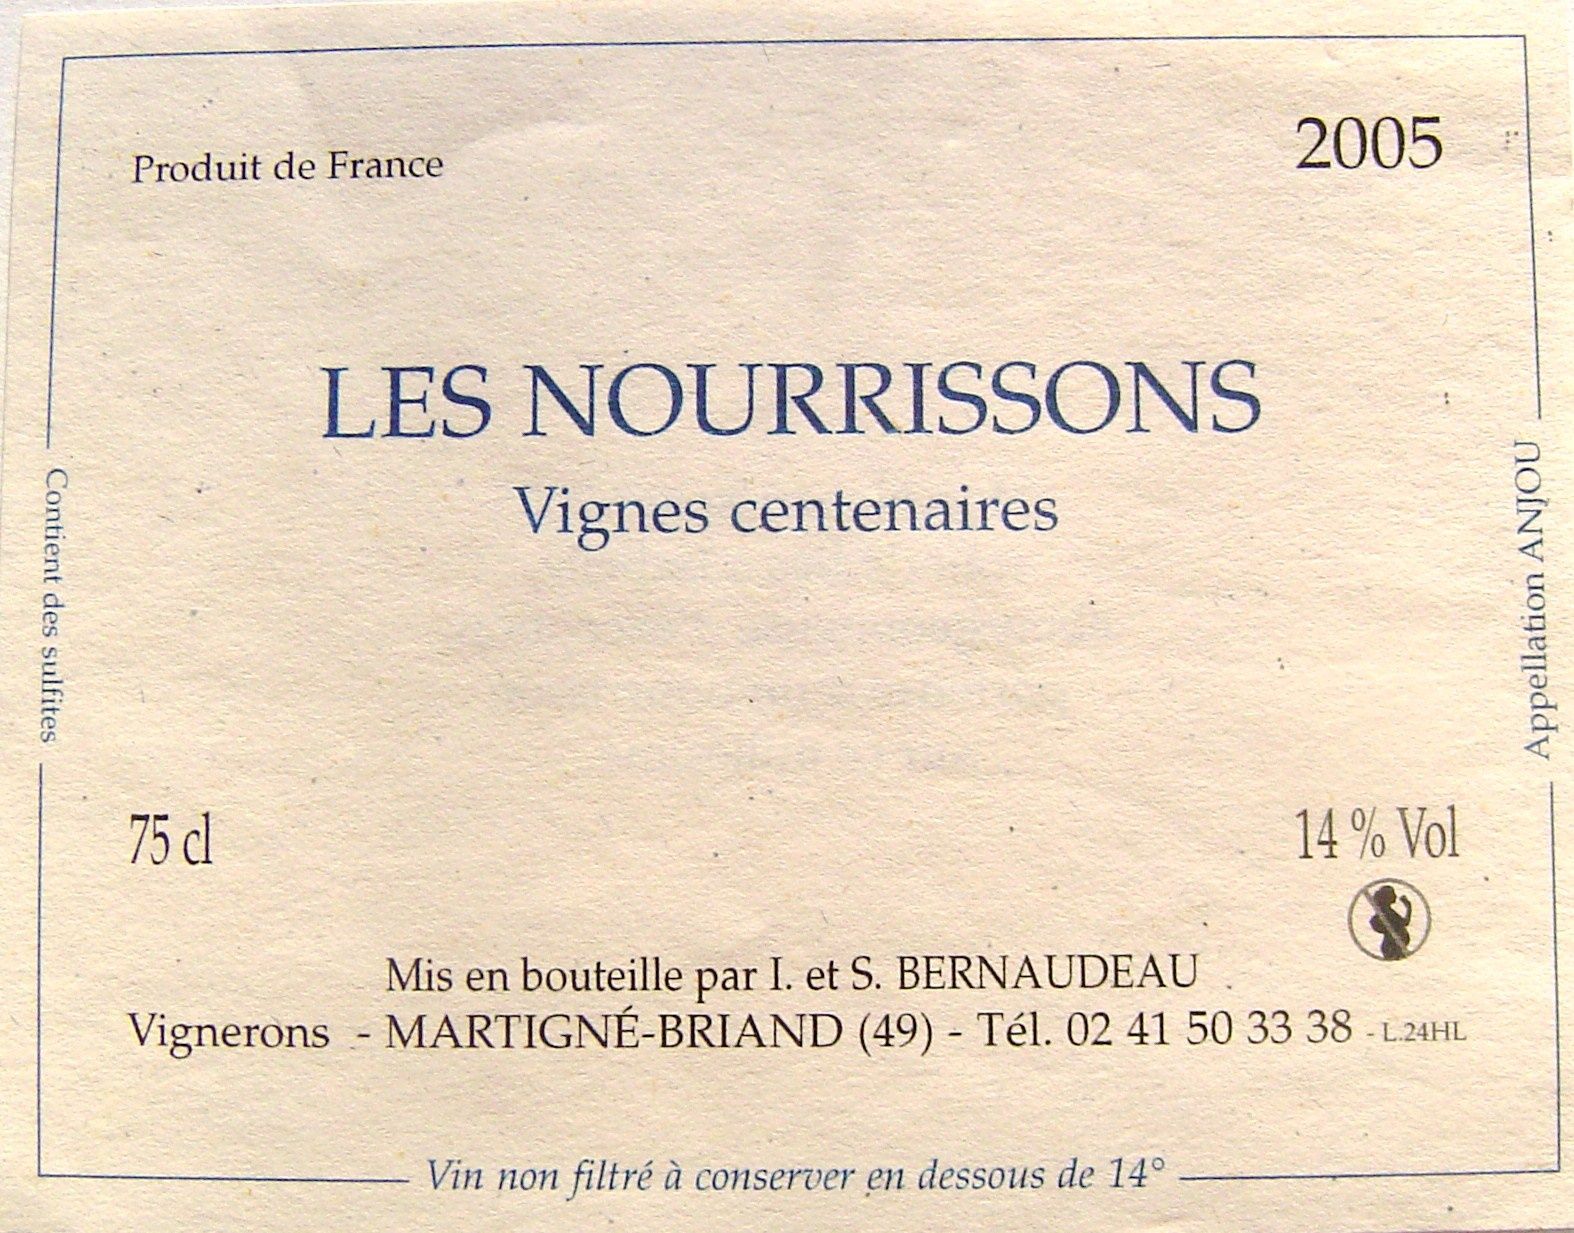 Produit de France
2005
LES NOURRISSONS
Vignes centenaires
Contient des sulfites
Appellation ANJOU
75 cl
14 % Vol
Mis en bouteille par I. et S. BERNAUDEAU
Vignerons - MARTIGNÉ-BRIAND (49) - Tél. 02 41 50 33 38 - L.24HL
Vin non filtré à conserver en dessous de 14°